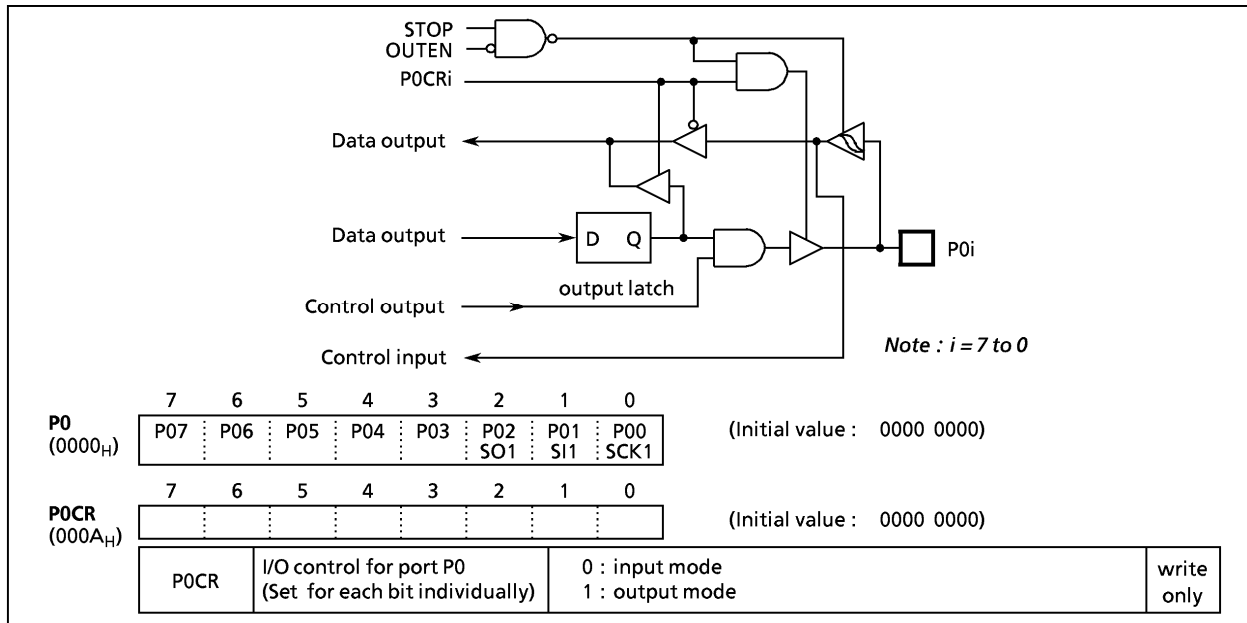 STOP
OUTEN
P0CRi
Data output
Data output
D Q
P0i
output latch
Control output
Control input
Note : i = 7 to 0
7 6 5 4 3 2 1 0
P0
(0000H)
P07 P06 P05 P04 P03 P02 P01 P00
SO1 SI1 SCK1
(Initial value : 0000 0000)
7 6 5 4 3 2 1 0
P0CR
(000AH)
(Initial value : 0000 0000)
P0CR
I/O control for port P0
(Set for each bit individually)
0 : input mode
1 : output mode
write
only